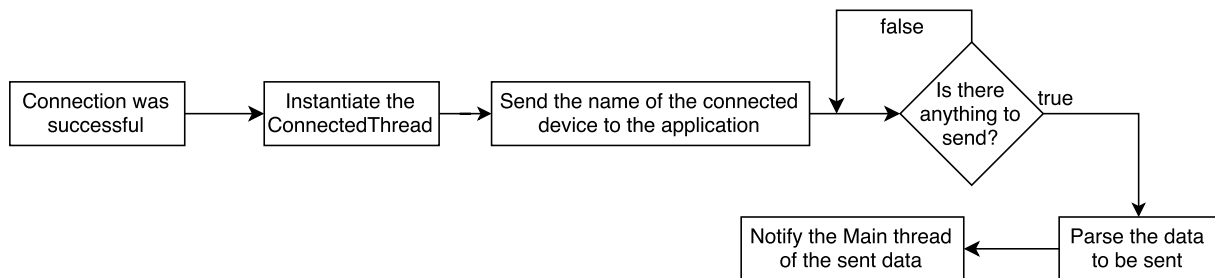 Connection was
successful
Instantiate the
ConnectedThread
Send the name of the connected
device to the application
false
Is there
anything to
send?
true
Parse the data
to be sent
Notify the Main thread
of the sent data